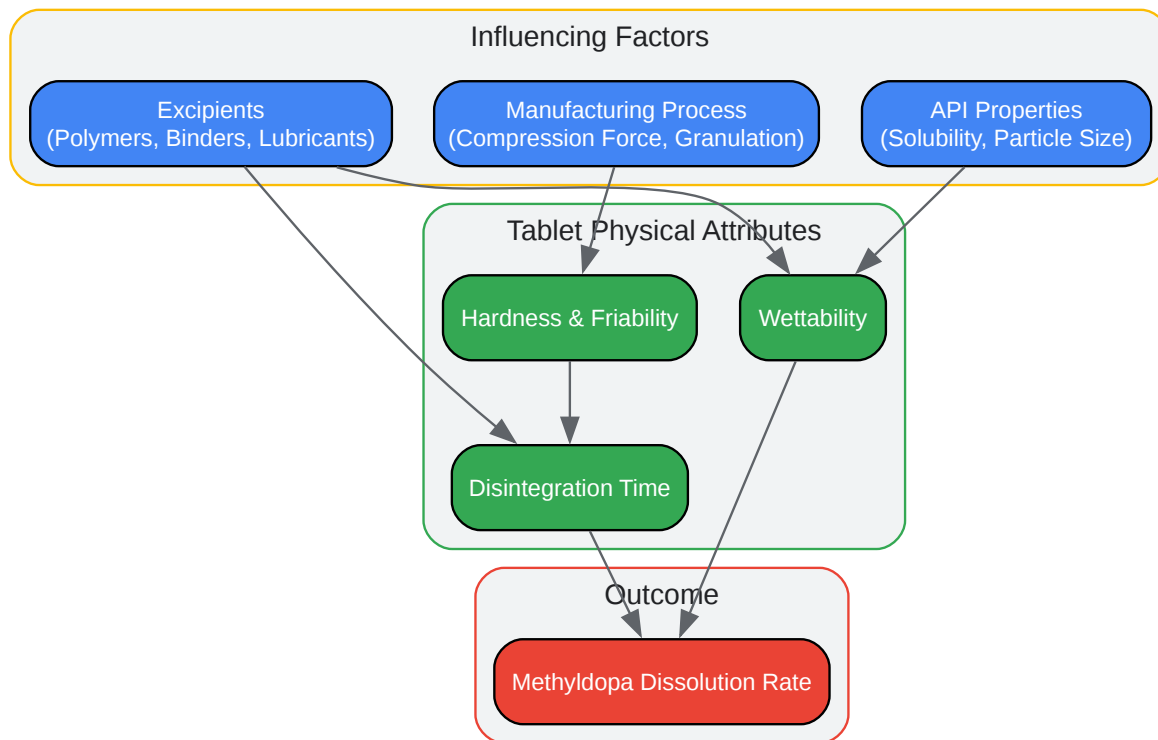 Influencing Factors
Excipients
(Polymers, Binders, Lubricants)
Manufacturing Process
(Compression Force, Granulation)
API Properties
(Solubility, Particle Size)
Tablet Physical Attributes
Hardness & Friability
Wettability
Disintegration Time
Outcome
Methyldopa Dissolution Rate